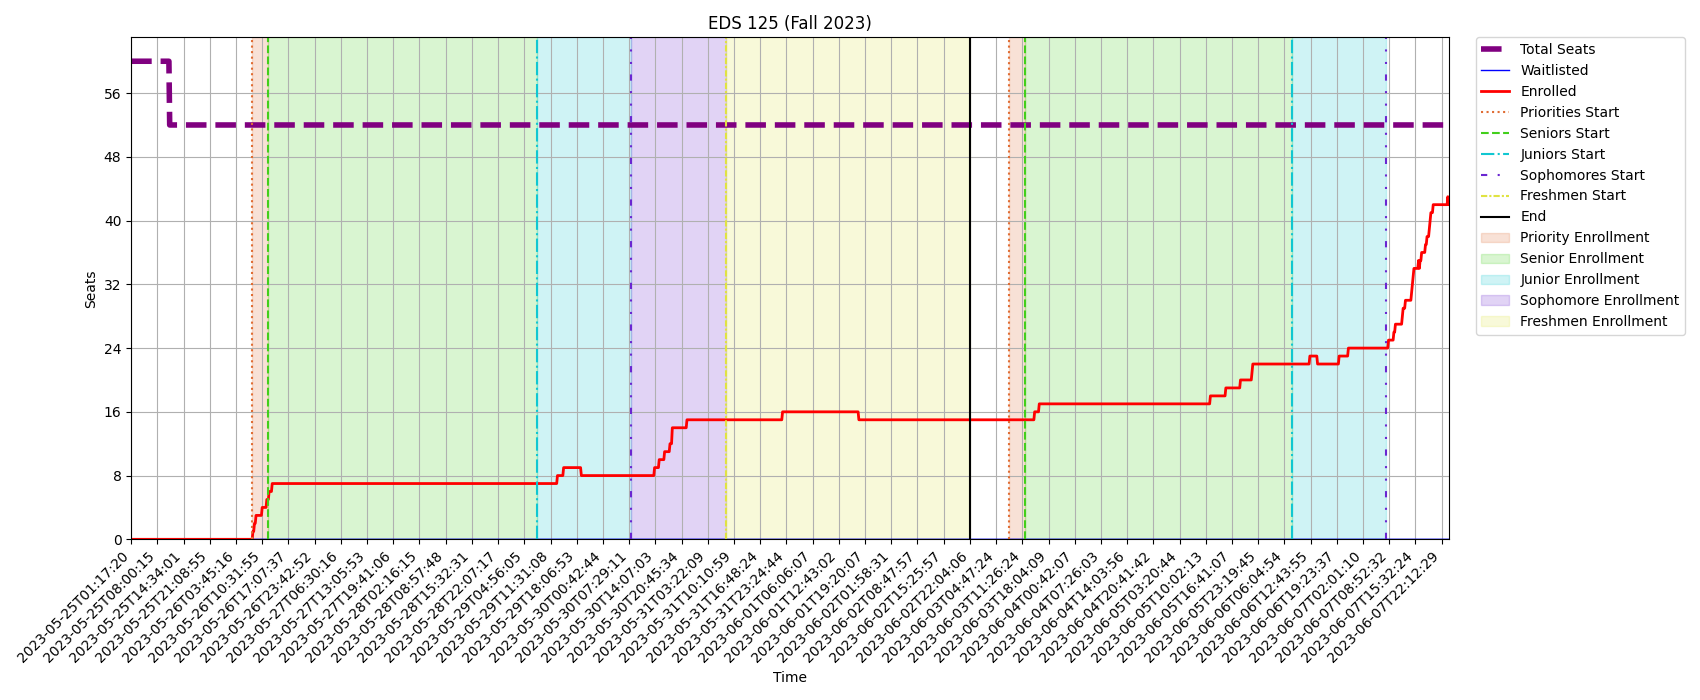 EDS 125 (Fall 2023)
Total Seats
Waitlisted
Enrolled
Priorities Start
Seniors Start
Juniors Start
Sophomores Start
Freshmen Start
End
Priority Enrollment
Senior Enrollment
Junior Enrollment
Sophomore Enrollment
Freshmen Enrollment
Seats
56
48
40
32
24
16
8
0
2023-05-25T01:17:20
2023-05-25T08:00:15
2023-05-25T14:34:01
2023-05-25T21:08:55
2023-05-26T03:45:16
2023-05-26T10:31:55
2023-05-26T17:07:37
2023-05-26T23:42:52
2023-05-27T06:30:16
2023-05-27T13:05:53
2023-05-27T19:41:06
2023-05-28T02:16:15
2023-05-28T08:57:48
2023-05-28T15:32:31
2023-05-28T22:07:17
2023-05-29T04:56:05
2023-05-29T11:31:08
2023-05-29T18:06:53
2023-05-30T00:42:44
2023-05-30T07:29:11
2023-05-30T14:07:03
2023-05-30T20:45:34
2023-05-31T03:22:09
2023-05-31T10:10:59
2023-05-31T16:48:24
2023-05-31T23:24:44
2023-06-01T06:06:07
2023-06-01T12:43:02
2023-06-01T19:20:07
2023-06-02T01:58:31
2023-06-02T08:47:57
2023-06-02T15:25:57
2023-06-02T22:04:06
2023-06-03T04:47:24
2023-06-03T11:26:24
2023-06-03T18:04:09
2023-06-04T00:42:07
2023-06-04T07:26:03
2023-06-04T14:03:56
2023-06-04T20:41:42
2023-06-05T03:20:44
2023-06-05T10:02:13
2023-06-05T16:41:07
2023-06-05T23:19:45
2023-06-06T06:04:54
2023-06-06T12:43:55
2023-06-06T19:23:37
2023-06-07T02:01:10
2023-06-07T08:52:32
2023-06-07T15:32:24
2023-06-07T22:12:29
Time